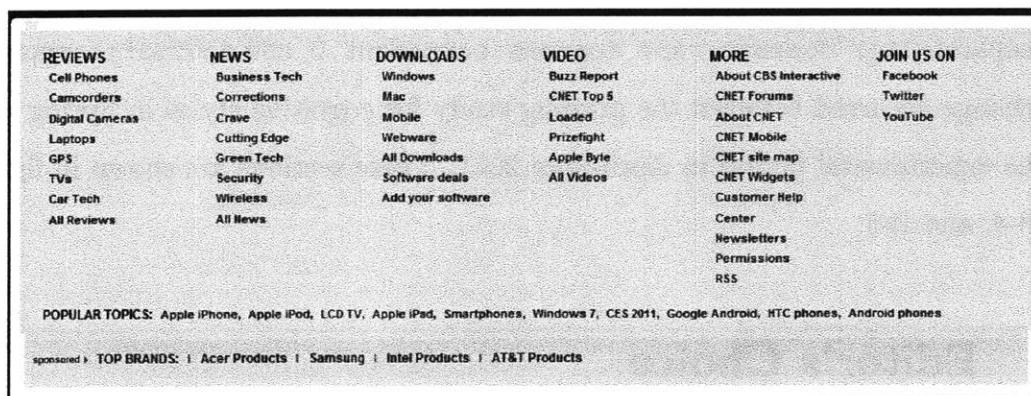 REVIEWS
Cell Phones
Camcorders
Digital Cameras
Laptops
GPS
TVs
Car Tech
All Reviews
NEWS
Business Tech
Corrections
Crave
Cutting Edge
Green Tech
Security
Wireless
All News
DOWNLOADS
Windows
Mac
Mobile
Webware
All Downloads
Software deals
Add your software
VIDEO
Buzz Report
CNET Top 5
Loaded
Prizefight
Apple Byte
All Videos
MORE
About CBS Interactive
CNET Forums
About CNET
CNET Mobile
CNET site map
CNET Widgets
Customer Help
Center
Newsletters
Permissions
RSS
JOIN US ON
Facebook
Twitter
YouTube
POPULAR TOPICS: Apple iPhone, Apple iPod, LCD TV, Apple iPad, Smartphones, Windows 7, CES 2011, Google Android, HTC phones, Android phones
sponsored ▸ TOP BRANDS: | Acer Products | Samsung | Intel Products | AT&T Products